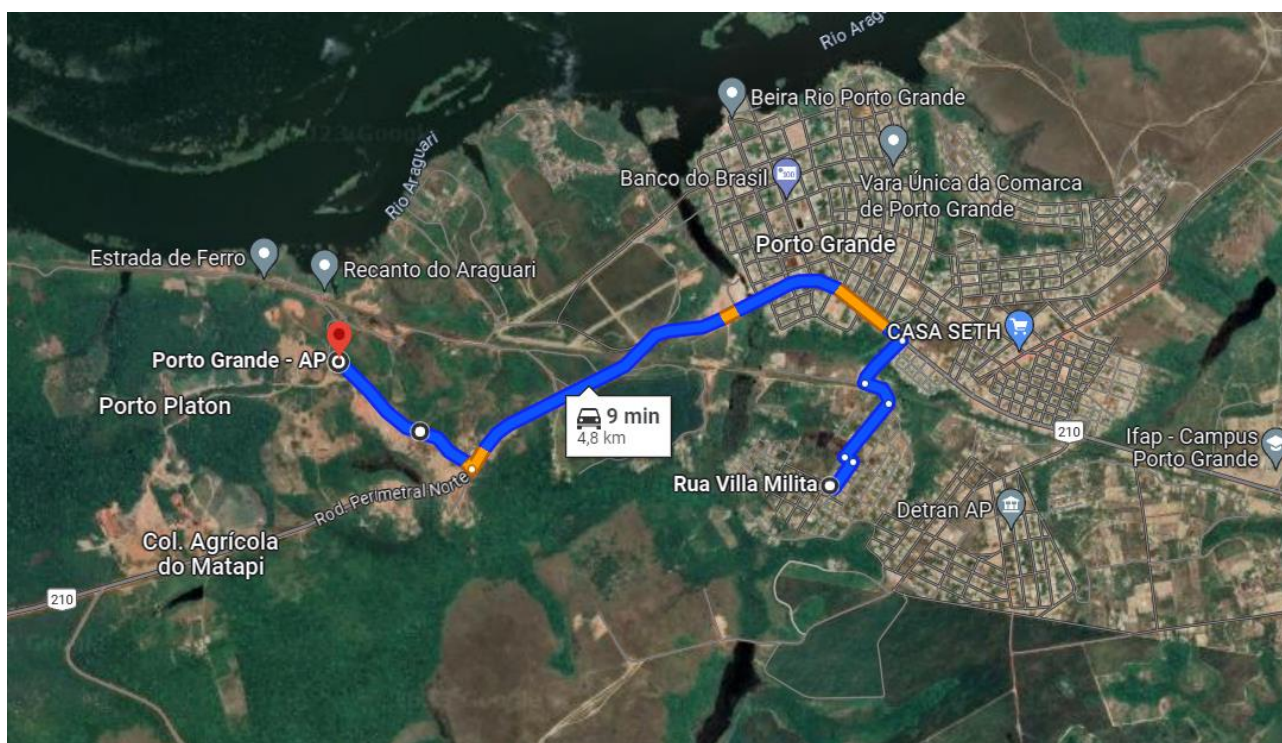 Rio Arag
Beira Rio Porto Grande
Rio Araguari
Banco do Brasil
Vara Única da Comarca
de Porto Grande
Porto Grande
Estrada de Ferro
Recanto do Araguari
CASA SETH
Porto Grande - AP
Porto Platon
9 min
4,8 km
210
Ifap - Campus
Porto Grande
Rod. Perimetral Norte
Rua Villa Milita
Detran AP
Col. Agrícola
do Matapi
210